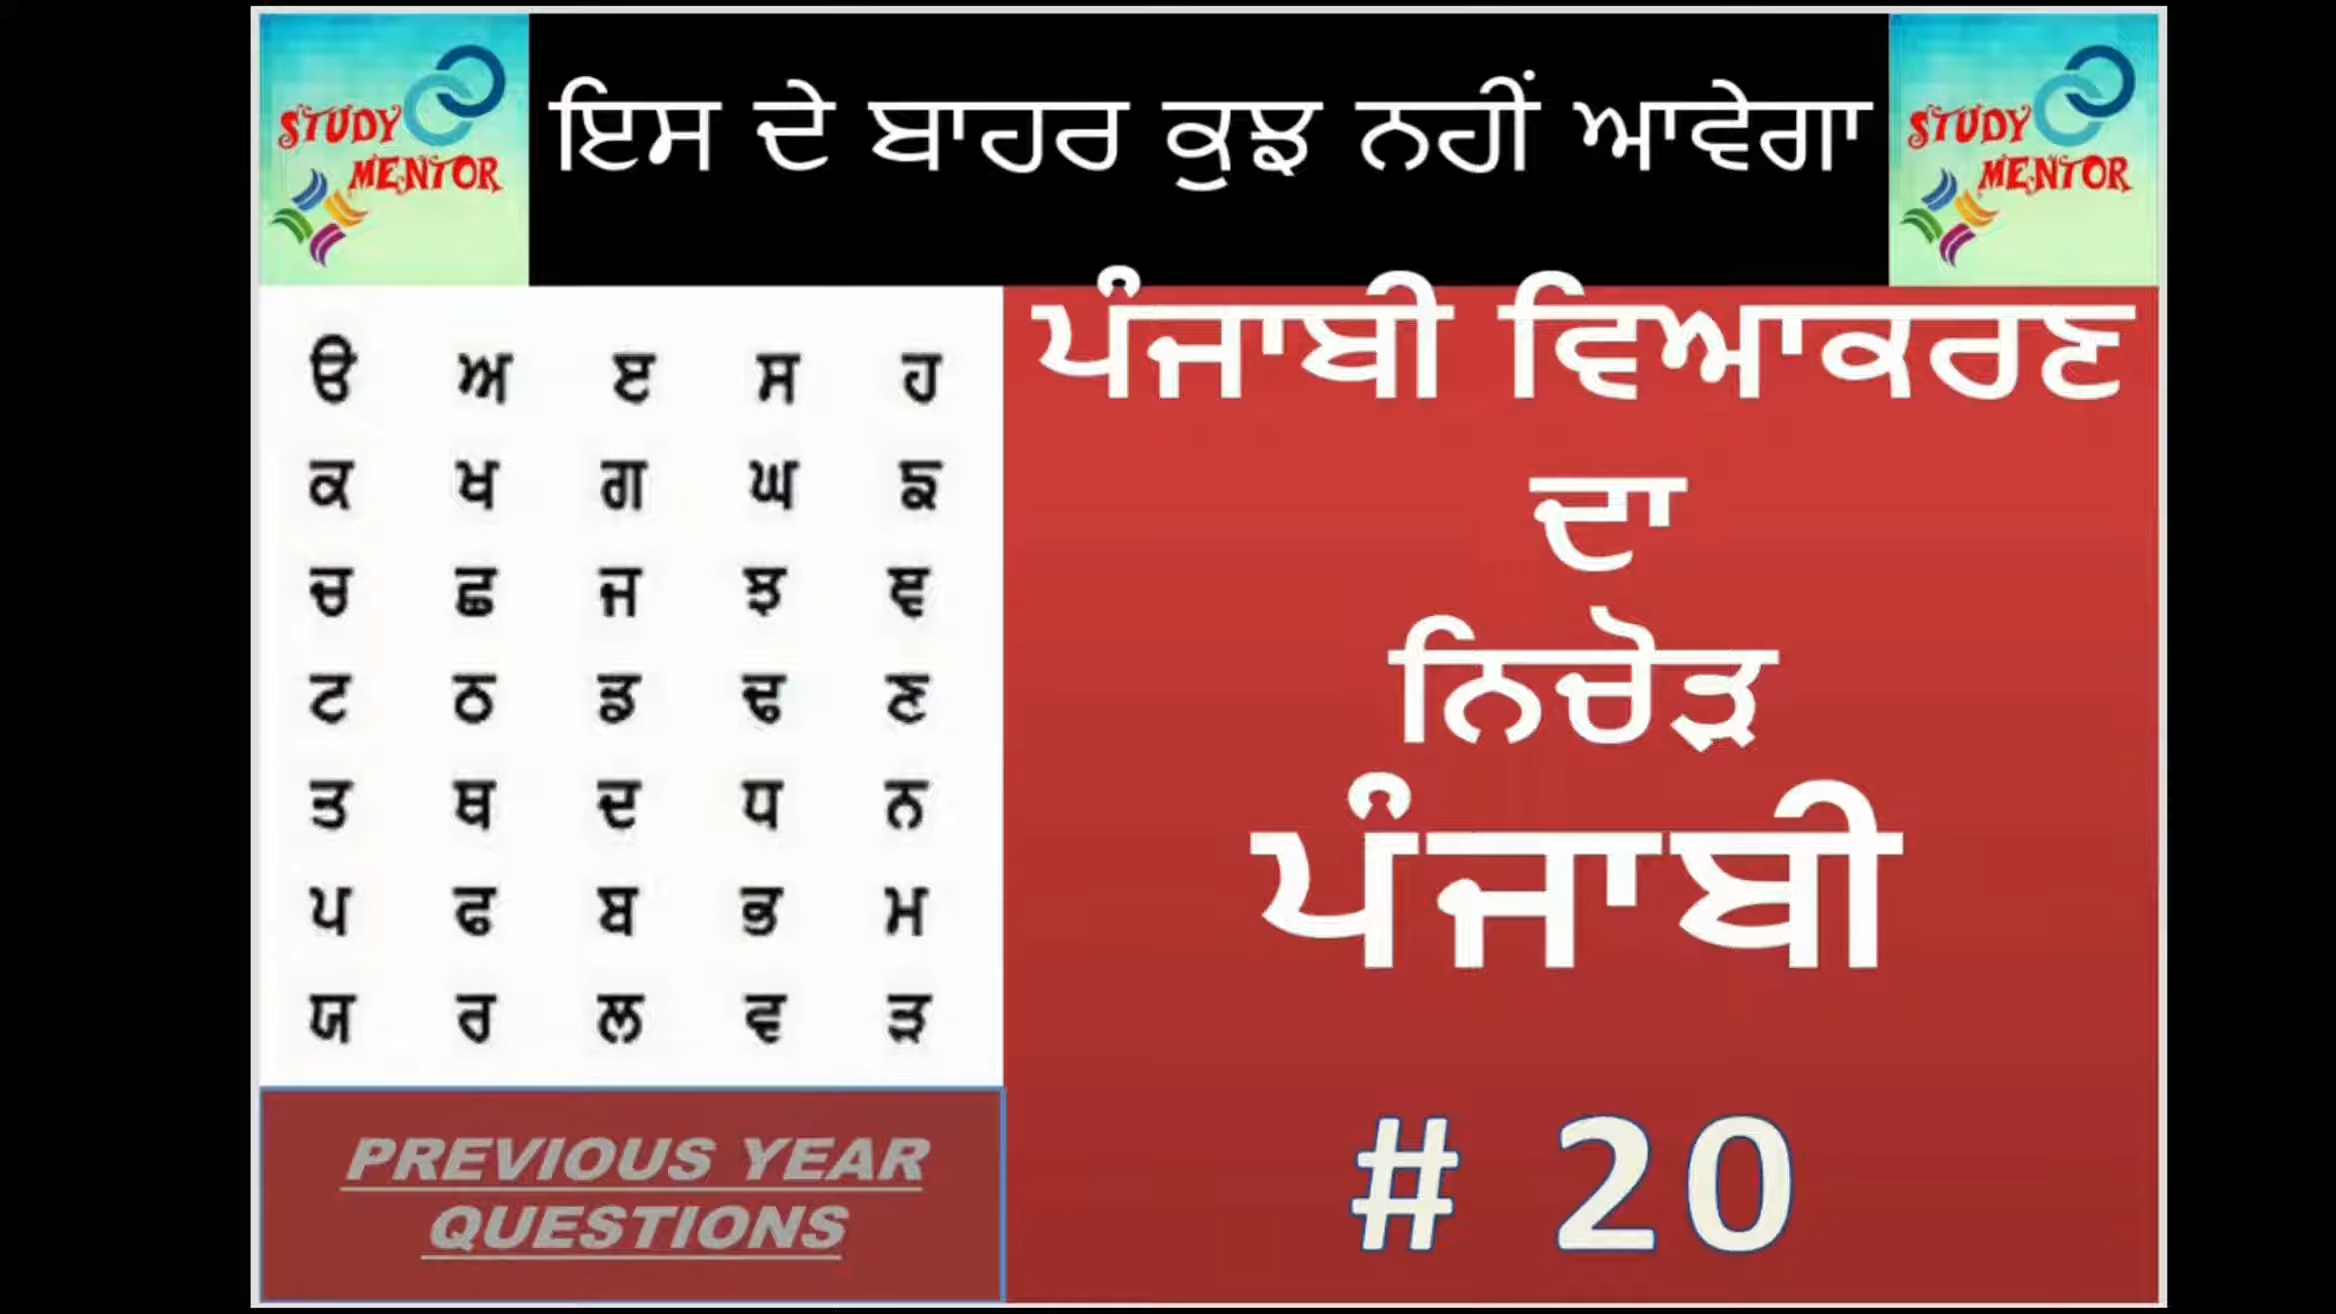 STUDY
MENTOR
ਇਸ ਦੇ ਬਾਹਰ ਕੁਝ ਨਹੀਂ ਆਵੇਗਾ
STUDY
MENTOR
ੳ ਅ ੲ ਸ ਹ
ਕ ਖ ਗ ਘ ਙ
ਚ ਛ ਜ ਝ ਞ
ਟ ਠ ਡ ਢ ਣ
ਤ ਥ ਦ ਧ ਨ
ਪ ਫ ਬ ਭ ਮ
ਯ ਰ ਲ ਵ ੜ
PREVIOUS YEAR
QUESTIONS
ਪੰਜਾਬੀ ਵਿਆਕਰਣ
ਦਾ
ਨਿਚੋੜ
ਪੰਜਾਬੀ
# 20